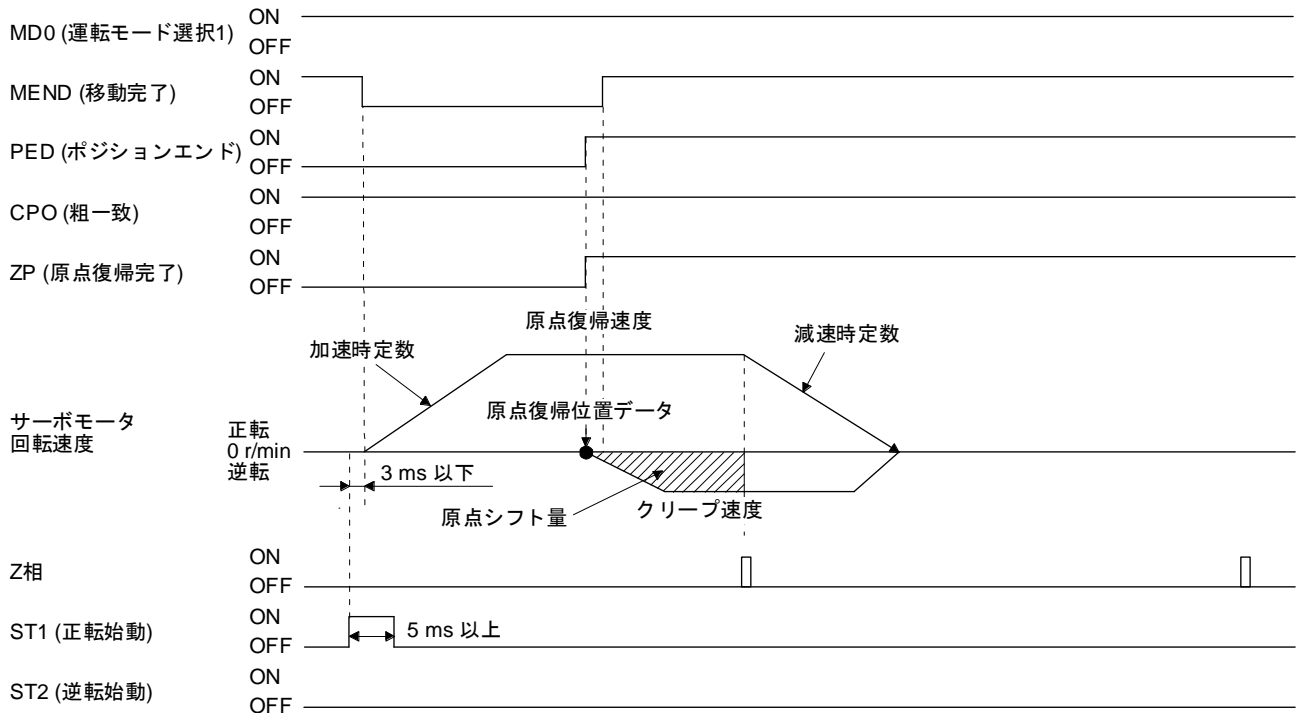 MD0 (運転モード選択1)
ON
OFF
MEND (移動完了)
ON
OFF
PED (ポジションエンド)
ON
OFF
CPO (粗一致)
ON
OFF
ZP (原点復帰完了)
ON
OFF
原点復帰速度
加速時定数
減速時定数
原点復帰位置データ
サーボモータ
回転速度
正転
0 r/min
逆転
3 ms 以下
原点シフト量
クリープ速度
Z相
ON
OFF
ST1 (正転始動)
ON
OFF
5 ms 以上
ST2 (逆転始動)
ON
OFF